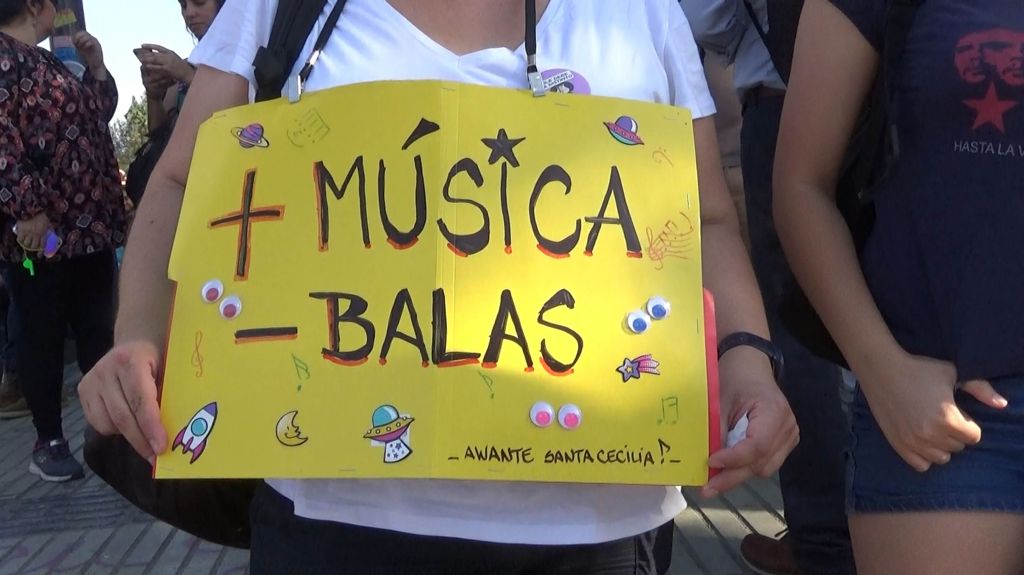 + MÚSICA
- BALAS
- AWANTE SANTA CECILIA! -
HASTA LA V